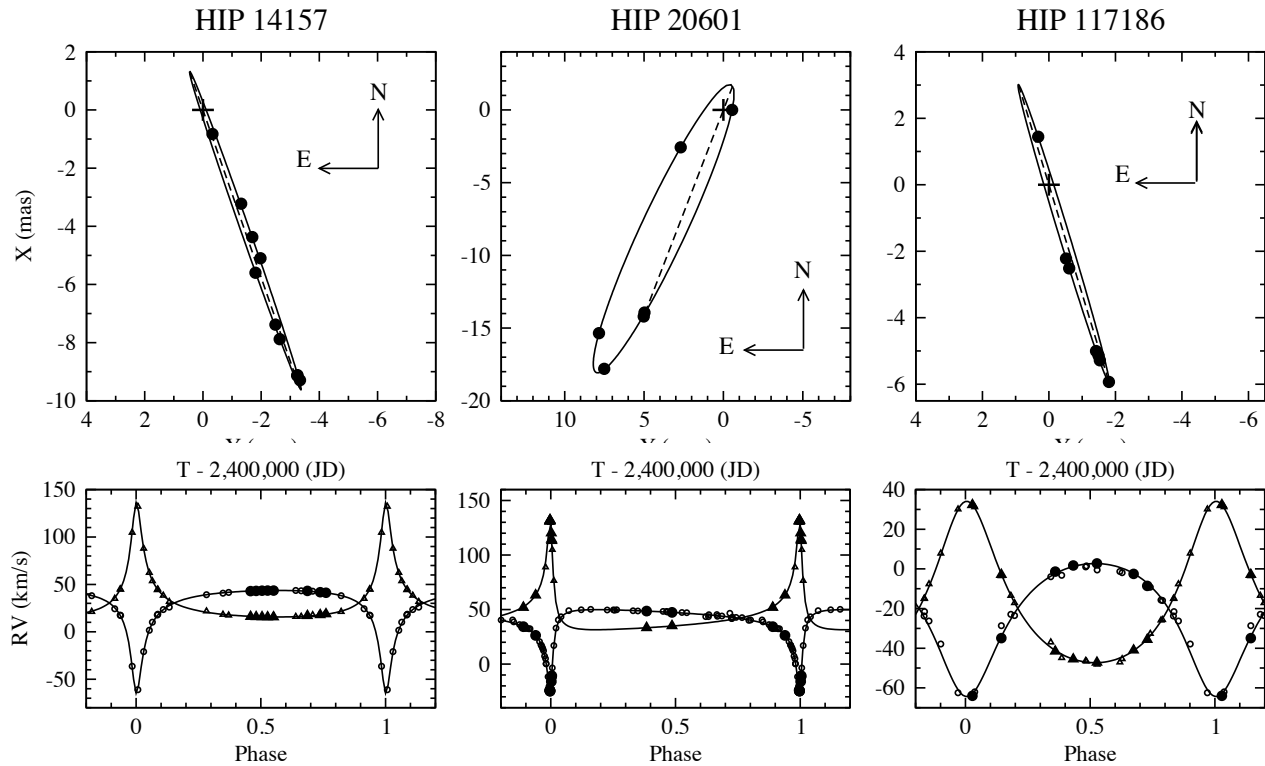 HIP 14157
HIP 20601
HIP 117186
X (mas)
2
0
-2
-4
-6
-8
-10
4 2 0 -2 -4 -6 -8
N
E
0
-5
-10
-15
-20
10 5 0 -5
N
E
4
2
0
-2
-4
-6
4 2 0 -2 -4 -6
N
E
T - 2,400,000 (JD)
T - 2,400,000 (JD)
T - 2,400,000 (JD)
RV (km/s)
150
100
50
0
-50
0 0.5 1
Phase
150
100
50
0
0 0.5 1
Phase
40
20
0
-20
-40
-60
0 0.5 1
Phase